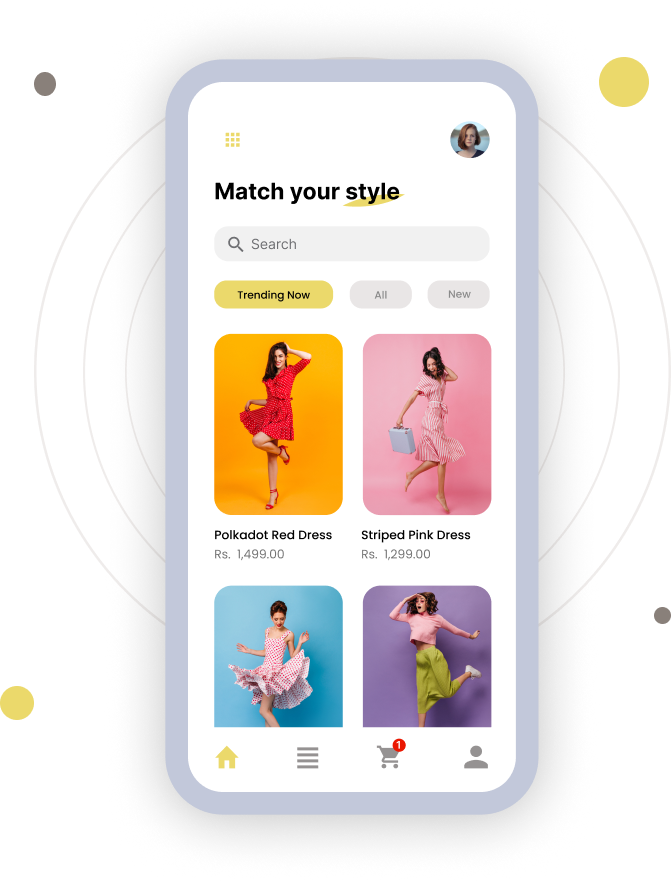 Match your style
Search
Trending Now
All
New
Polkadot Red Dress
Striped Pink Dress
Rs. 1,499.00
Rs. 1,299.00
1